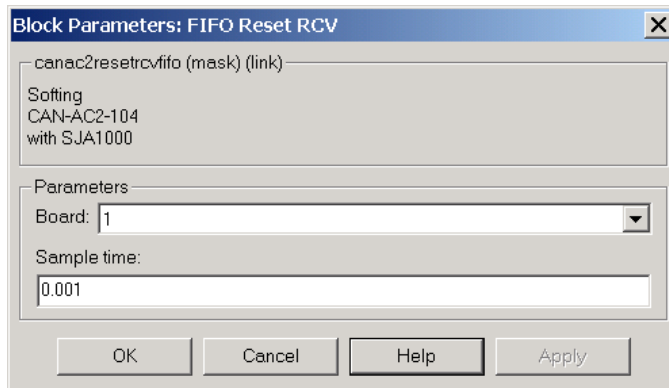 Block Parameters: FIFO Reset RCV
canac2resetrcvfifo (mask) (link)
Softing
CAN-AC2-104
with SJA1000
Parameters
Board: 1
Sample time:
0.001
OK Cancel Help Apply